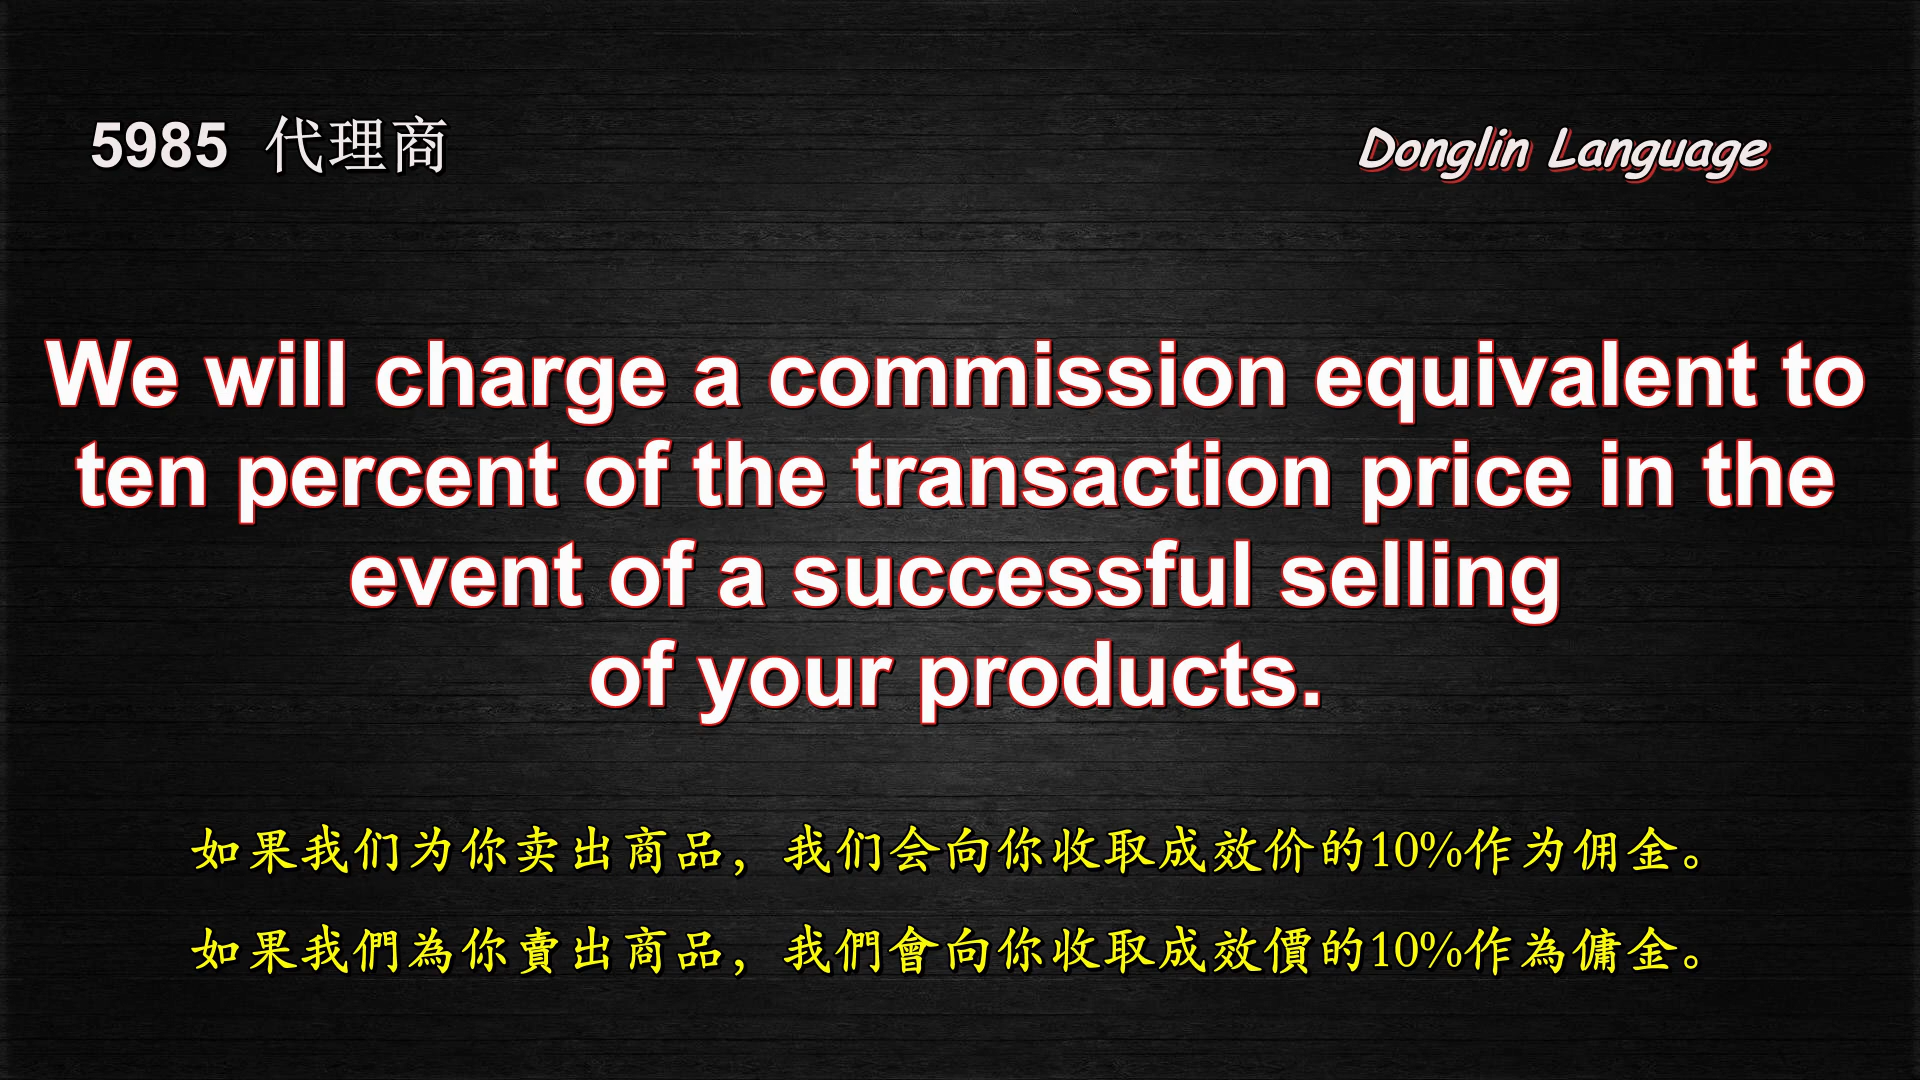 5985 代理商
Donglin Language
We will charge a commission equivalent to
ten percent of the transaction price in the
event of a successful selling
of your products.
如果我们为你卖出商品，我们会向你收取成效价的10%作为佣金。
如果我們為你賣出商品，我們會向你收取成效價的10%作為傭金。